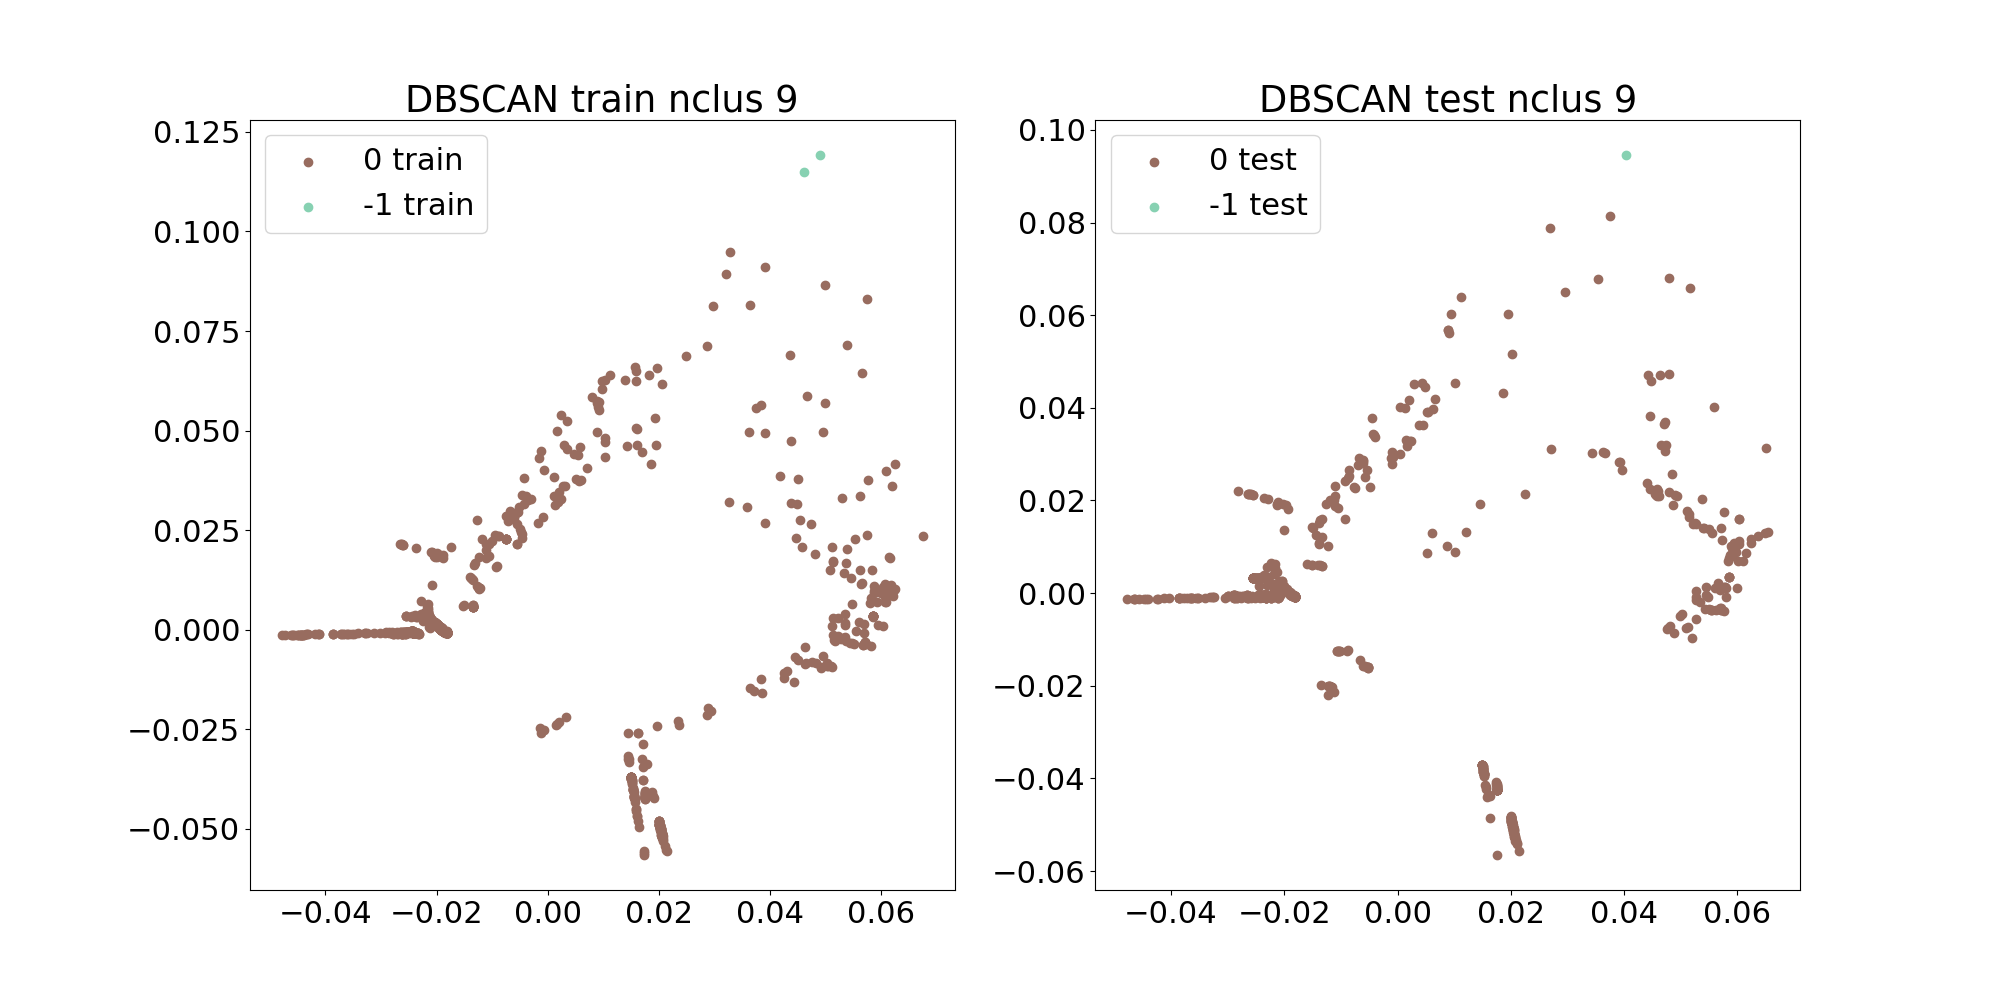 DBSCAN train nclus 9
0 train
-1 train
0.125
0.100
0.075
0.050
0.025
0.000
−0.025
−0.050
−0.04 −0.02 0.00 0.02 0.04 0.06
DBSCAN test nclus 9
0 test
-1 test
0.10
0.08
0.06
0.04
0.02
0.00
−0.02
−0.04
−0.06
−0.04 −0.02 0.00 0.02 0.04 0.06